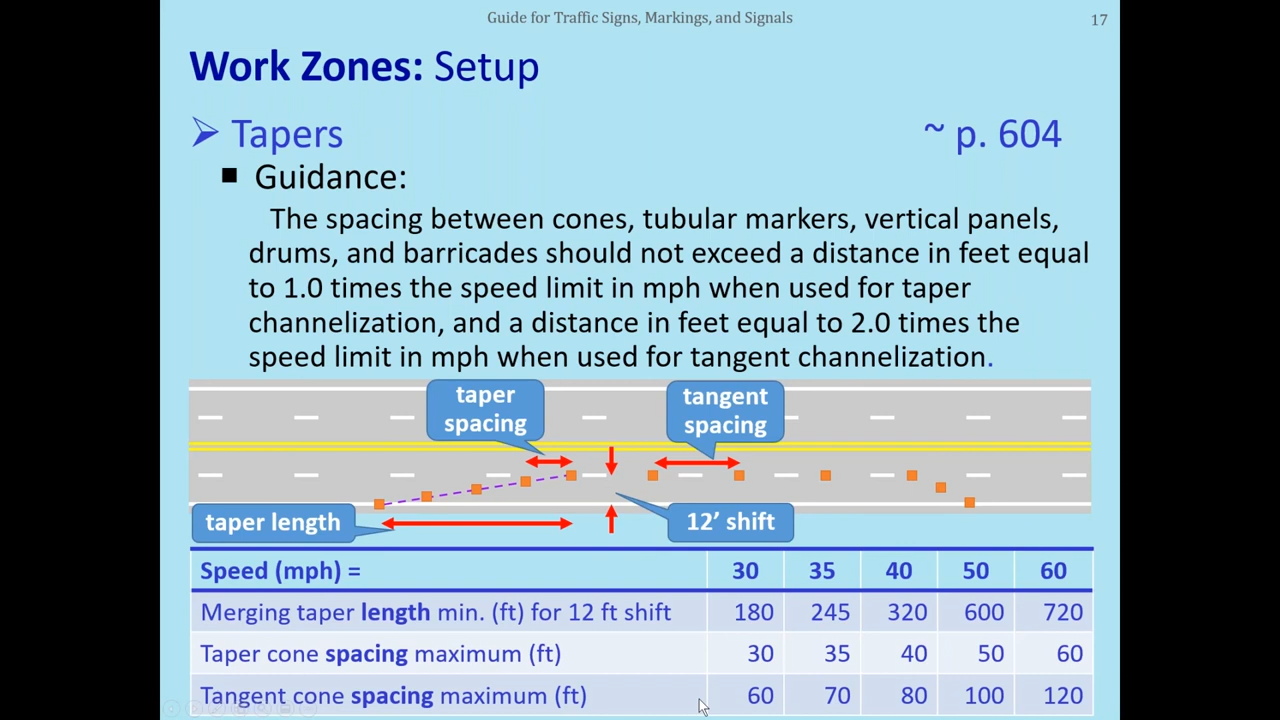 Guide for Traffic Signs, Markings, and Signals
17
Work Zones: Setup
➢ Tapers ~ p. 604
▪ Guidance:
The spacing between cones, tubular markers, vertical panels,
drums, and barricades should not exceed a distance in feet equal
to 1.0 times the speed limit in mph when used for taper
channelization, and a distance in feet equal to 2.0 times the
speed limit in mph when used for tangent channelization.
taper
spacing
tangent
spacing
taper length
12’ shift
Speed (mph) = 30 35 40 50 60
Merging taper length min. (ft) for 12 ft shift 180 245 320 600 720
Taper cone spacing maximum (ft) 30 35 40 50 60
Tangent cone spacing maximum (ft) 60 70 80 100 120